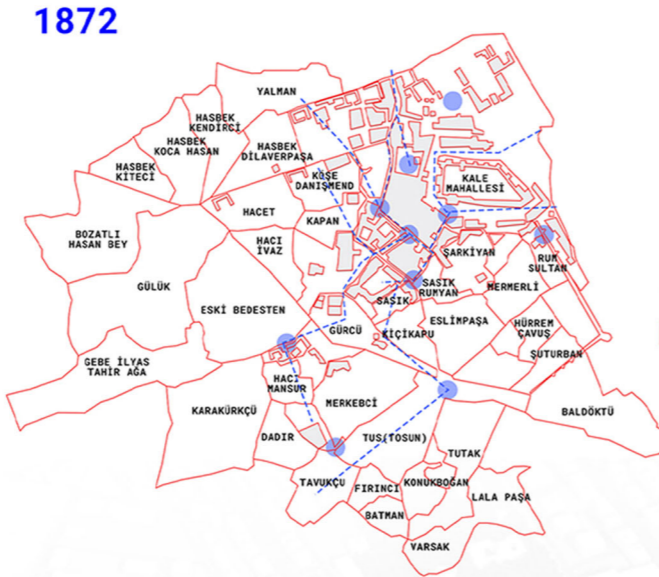 1872
YALMAN
HASBEK
KENDİRCİ
HASBEK
KOCA HASAN
HASBEK
KİTECİ
HASBEK
DİLAVERPAŞA
KÖŞE
DANIŞMEND
KALE
MAHALLESİ
HACET
KAPAN
BOZATLI
HASAN BEY
HACI
İVAZ
ŞARKİYAN
RUM
SULTAN
GÜLÜK
SASIK
SASIK
RUMYAN
MERMERLİ
ESKİ BEDESTEN
GÜRCÜ
KİÇİKAPU
ESLİMPAŞA
HÜRREM
ÇAVUŞ
ŞUTURBAN
GEBE İLYAS
TAHİR AĞA
HACI
MANSUR
MERKEBCİ
KARAKÜRKÇÜ
BALDÖKTÜ
DADIR
TUS(TOSUN)
TUTAK
TAVUKÇU
FIRINCI
KONUKBOĞAN
LALA PAŞA
BATMAN
VARSAK